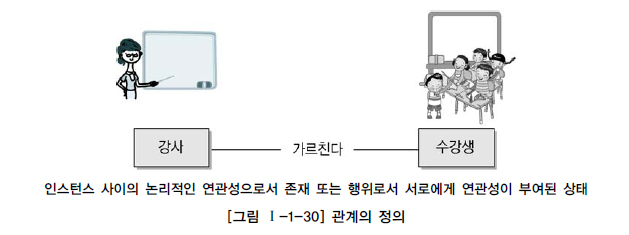 강사 가르친다 수강생
인스턴스 사이의 논리적인 연관성으로서 존재 또는 행위로서 서로에게 연관성이 부여된 상태
[그림 Ⅰ-1-30] 관계의 정의